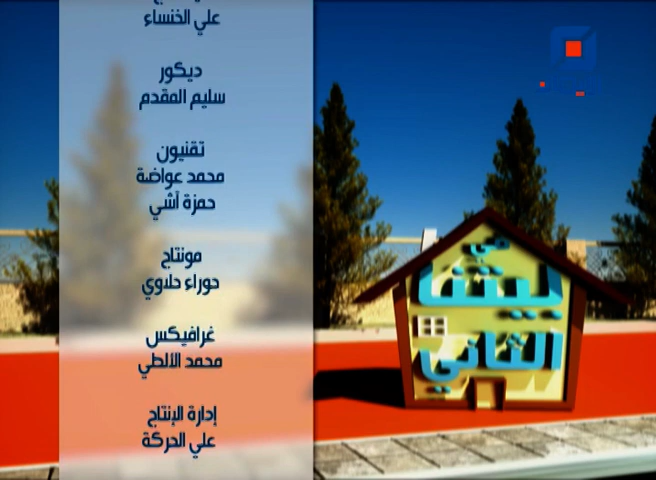 علي الخنساء
ديكور
سليم المقدم
تقنيون
محمد عواضة
حمزة آشي
مونتاج
حوراء حلاوي
غرافيكس
محمد الألطي
إدارة الإنتاج
علي الحركة
في
بيتنا
الثاني